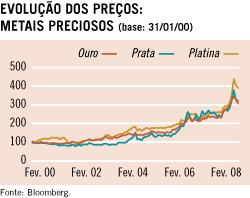 EVOLUÇÃO DOS PREÇOS:
METAIS PRECIOSOS (base: 31/01/00)
Ouro Prata Platina
500
400
300
200
100
0
Fev. 00 Fev. 02 Fev. 04 Fev. 06 Fev. 08
Fonte: Bloomberg.